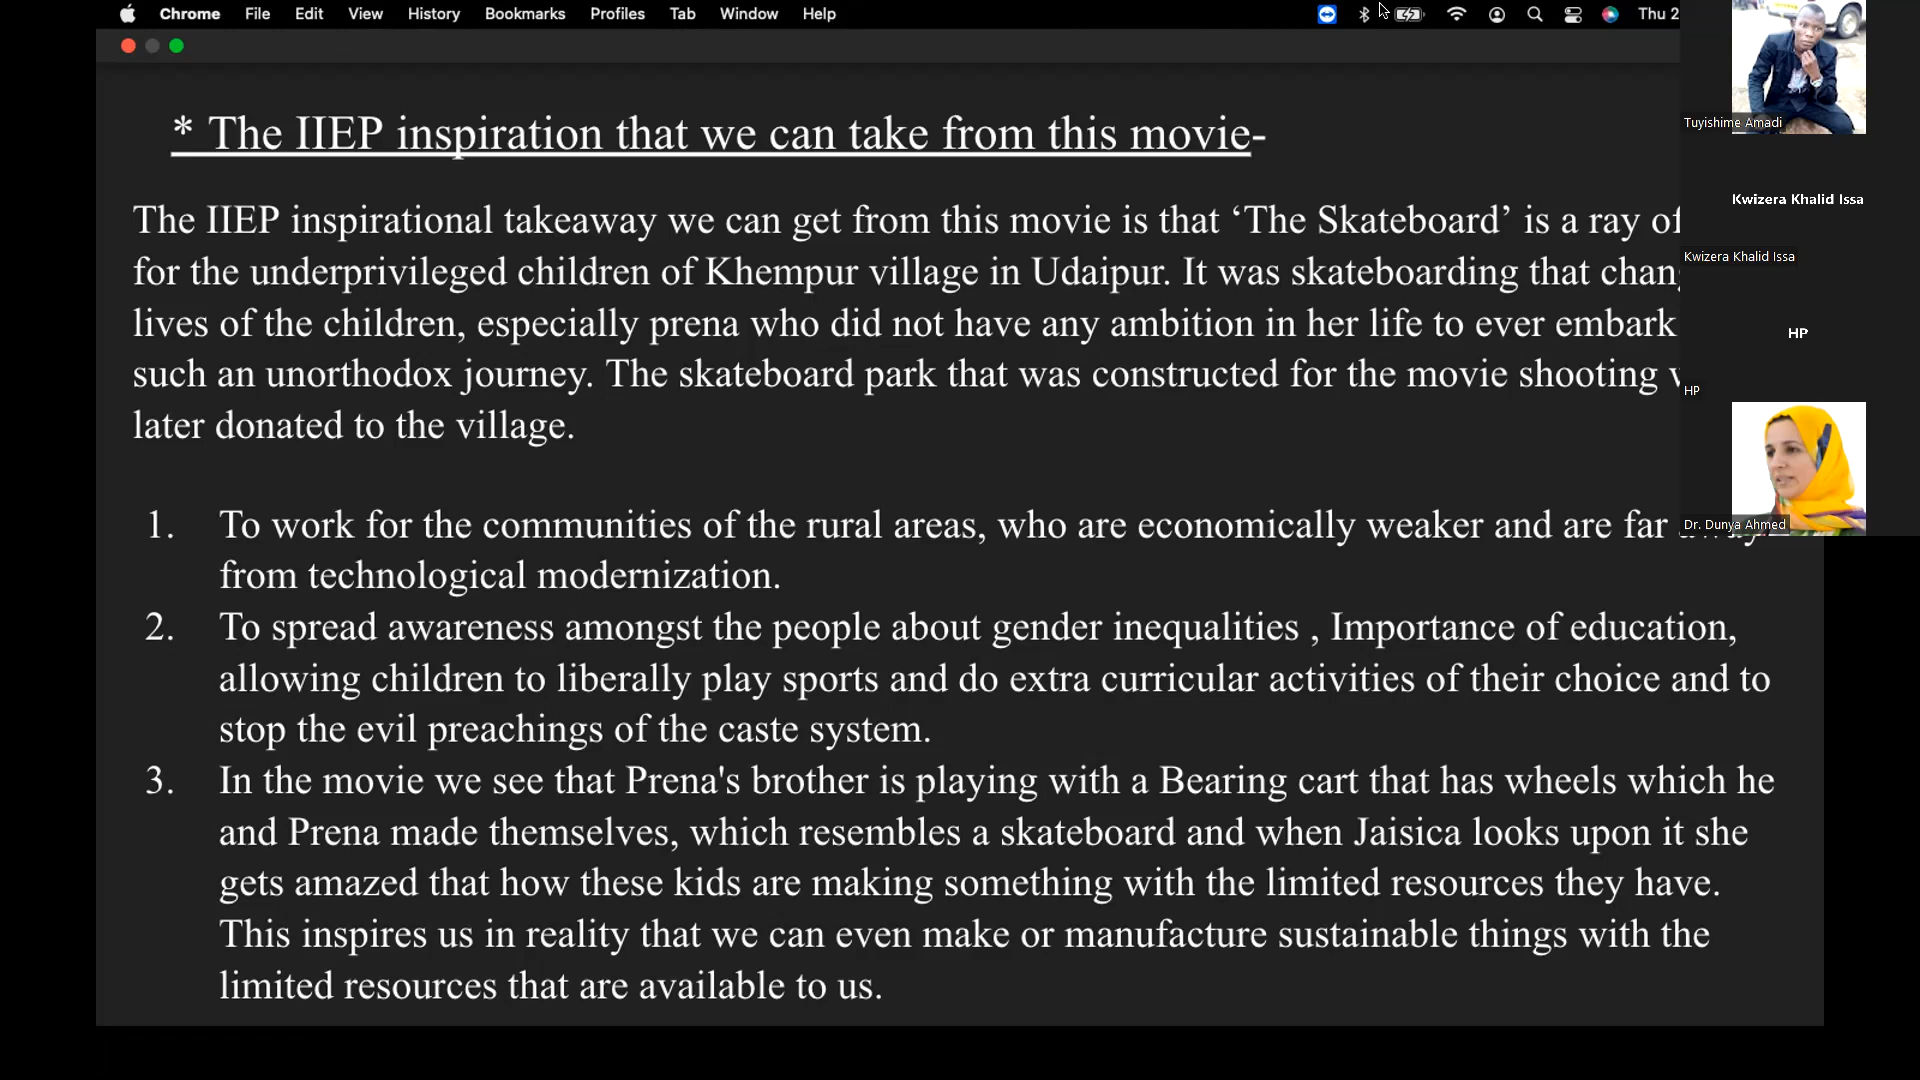 Chrome File Edit View History Bookmarks Profiles Tab Window Help Thu 2
* The IIEP inspiration that we can take from this movie-
The IIEP inspirational takeaway we can get from this movie is that ‘The Skateboard’ is a ray of
for the underprivileged children of Khempur village in Udaipur. It was skateboarding that
lives of the children, especially prena who did not have any ambition in her life to ever embark
such an unorthodox journey. The skateboard park that was constructed for the movie shooting
later donated to the village.
1. To work for the communities of the rural areas, who are economically weaker and are far
from technological modernization.
2. To spread awareness amongst the people about gender inequalities , Importance of education,
allowing children to liberally play sports and do extra curricular activities of their choice and to
stop the evil preachings of the caste system.
3. In the movie we see that Prena's brother is playing with a Bearing cart that has wheels which he
and Prena made themselves, which resembles a skateboard and when Jaisica looks upon it she
gets amazed that how these kids are making something with the limited resources they have.
This inspires us in reality that we can even make or manufacture sustainable things with the
limited resources that are available to us.
Tuyishime Amadi
Kwizera Khalid Issa
Kwizera Khalid Issa
HP
HP
Dr. Dunya Ahmed